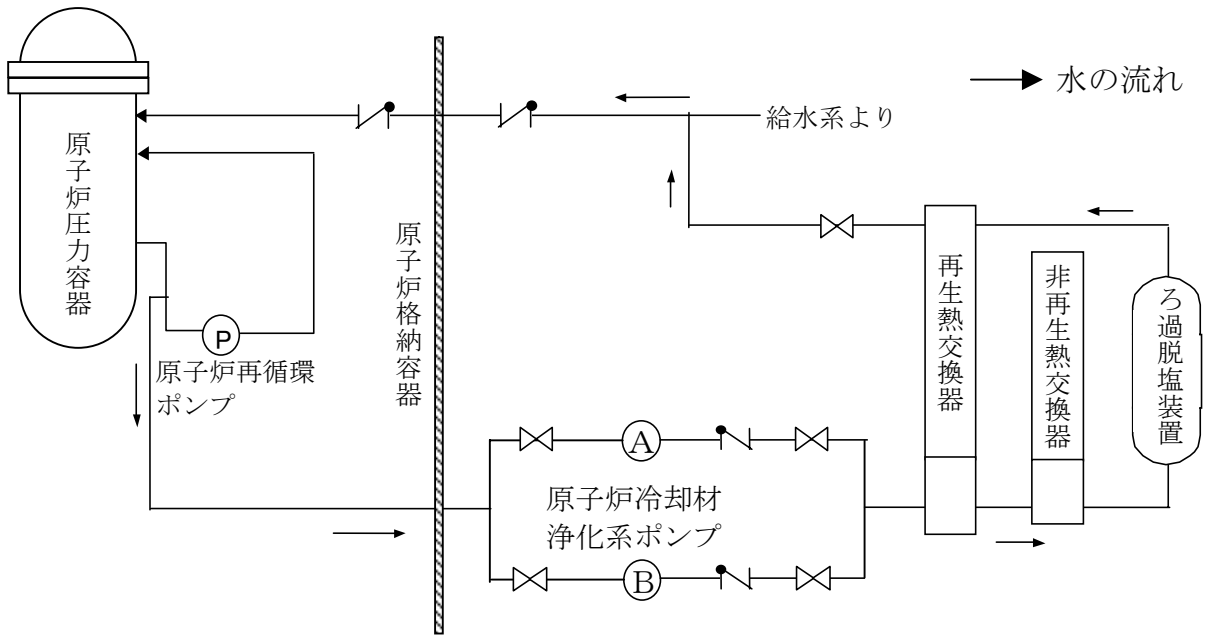 水の流れ
給水系より
原子炉圧力容器
原子炉格納容器
再生熱交換器
非再生熱交換器
ろ過脱塩装置
P
原子炉再循環
ポンプ
A
原子炉冷却材
浄化系ポンプ
B